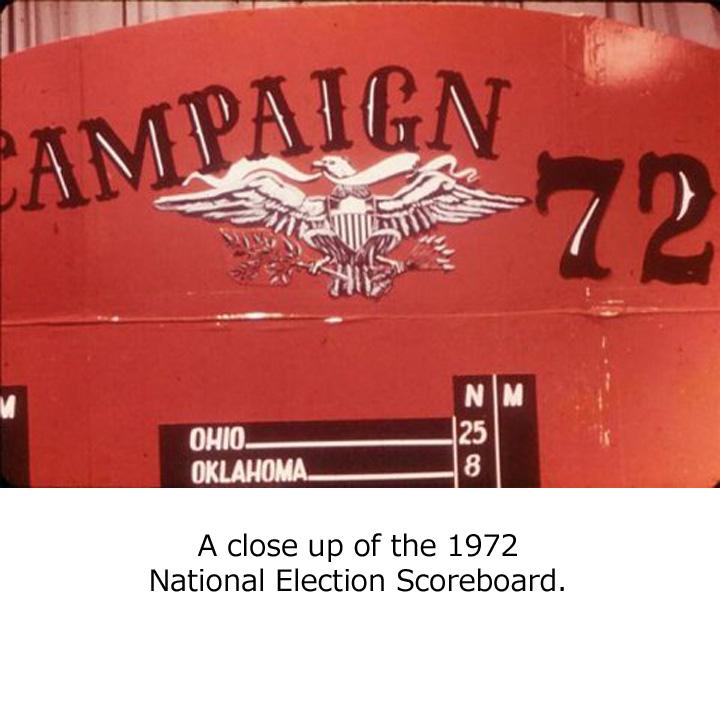 CAMPAIGN 72
M
N M
OHIO 25
OKLAHOMA 8
A close up of the 1972
National Election Scoreboard.